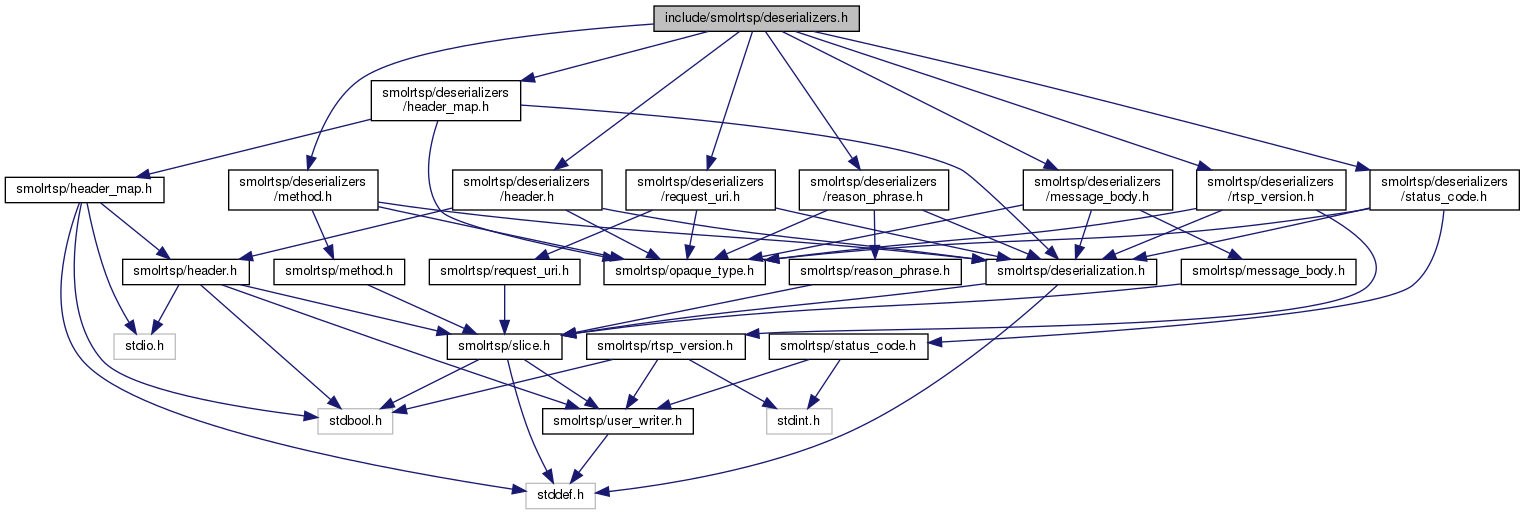 include/smolrtsp/deserializers.h
smolrtsp/deserializers
/header_map.h
smolrtsp/header_map.h
smolrtsp/deserializers
/method.h
smolrtsp/deserializers
/header.h
smolrtsp/deserializers
/request_uri.h
smolrtsp/deserializers
/reason_phrase.h
smolrtsp/deserializers
/message_body.h
smolrtsp/deserializers
/rtsp_version.h
smolrtsp/deserializers
/status_code.h
smolrtsp/header.h
smolrtsp/method.h
smolrtsp/request_uri.h
smolrtsp/opaque_type.h
smolrtsp/reason_phrase.h
smolrtsp/deserialization.h
smolrtsp/message_body.h
stdio.h
smolrtsp/slice.h
smolrtsp/rtsp_version.h
smolrtsp/status_code.h
stdbool.h
smolrtsp/user_writer.h
stdint.h
stddef.h